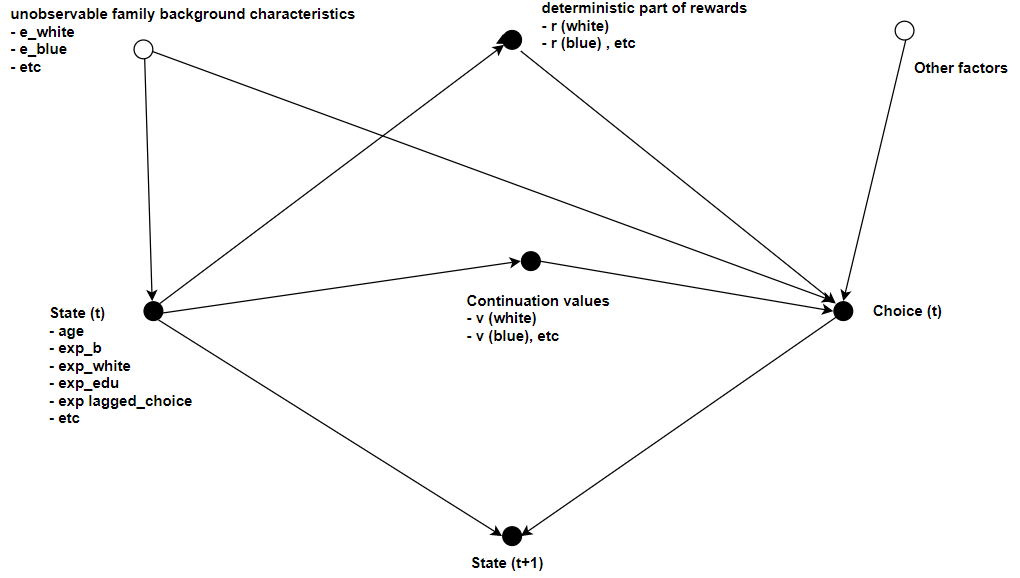 unobservable family background characteristics
- e_white
- e_blue
- etc
deterministic part of rewards
- r (white)
- r (blue) , etc
Other factors
State (t)
- age
- exp_b
- exp_white
- exp_edu
- exp lagged_choice
- etc
Continuation values
- v (white)
- v (blue), etc
Choice (t)
State (t+1)